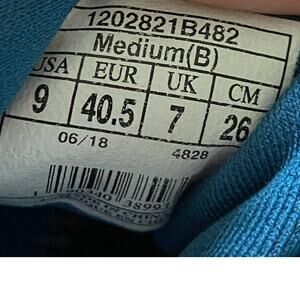 1202821B482
Medium(B)
USA EUR UK CM
9 40.5 7 26
06/18 4828